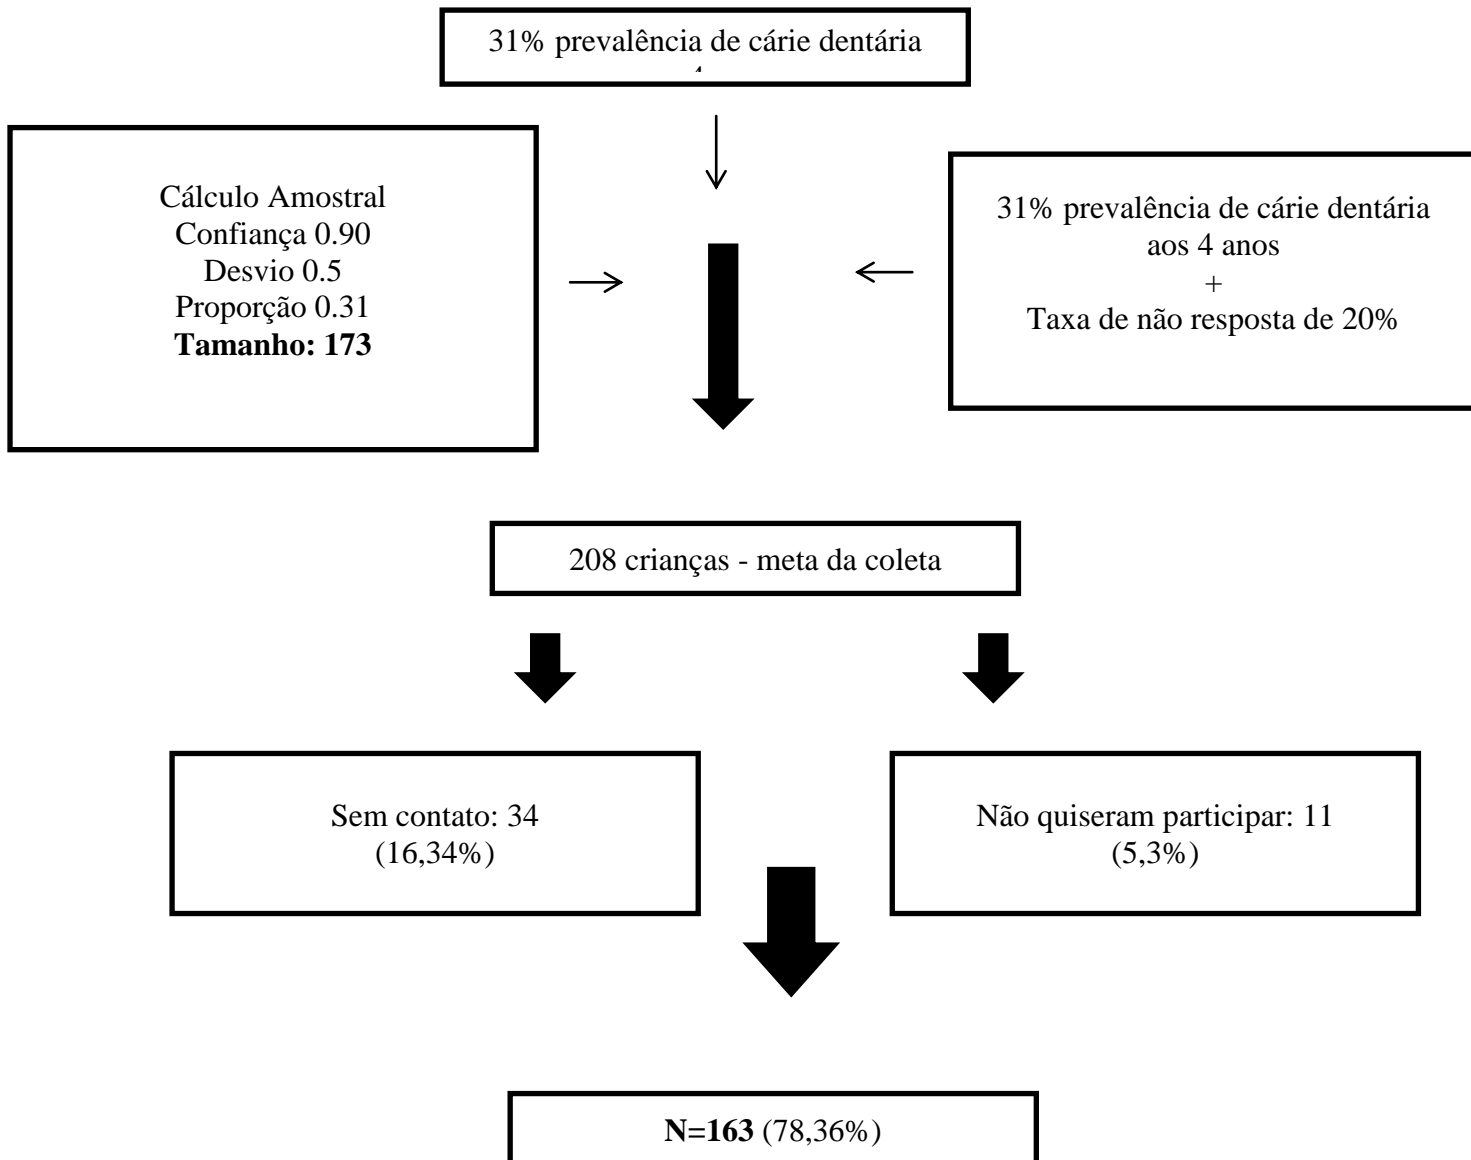 31% prevalência de cárie dentária
Cálculo Amostral
Confiança 0.90
Desvio 0.5
Proporção 0.31
Tamanho: 173
31% prevalência de cárie dentária
aos 4 anos
+
Taxa de não resposta de 20%
208 crianças - meta da coleta
Sem contato: 34
(16,34%)
Não quiseram participar: 11
(5,3%)
N=163 (78,36%)